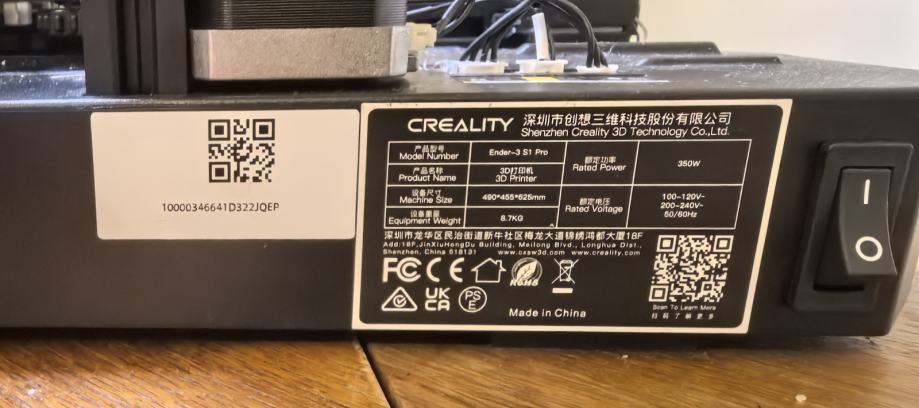 10000346641D322JQEP
CREALITY 深圳市创想三维科技股份有限公司
Shenzhen Creality 3D Technology Co.,Ltd.
产品型号
Model Number
Ender-3 S1 Pro
额定功率
Rated Power
350W
产品名称
Product Name
3D打印机
3D Printer
设备尺寸
Machine Size
490*455*625mm
额定电压
Rated Voltage
100-120V~
200-240V~
50/60Hz
设备重量
Equipment Weight
8.7KG
深圳市龙华区民治街道新牛社区梅龙大道锦绣鸿都大厦18F
Add:18F,JinXiuHongDu Building, Meilong Blvd., Longhua Dist.,
Shenzhen, China 518131 www.cxsw3d.com www.creality.com
FC CE RoHS
UK
CA
PS
E
Made in China
Scan To Learn More
扫码了解更多
I
O